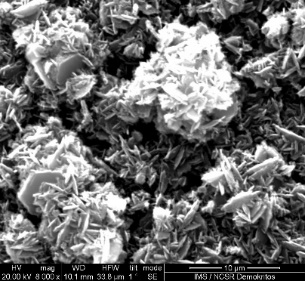 HV mag WD HFW tilt mode 10 µm
20.00 kV 8 000 x 10.1 mm 33.8 µm SE IMS / NCSR Demokritos